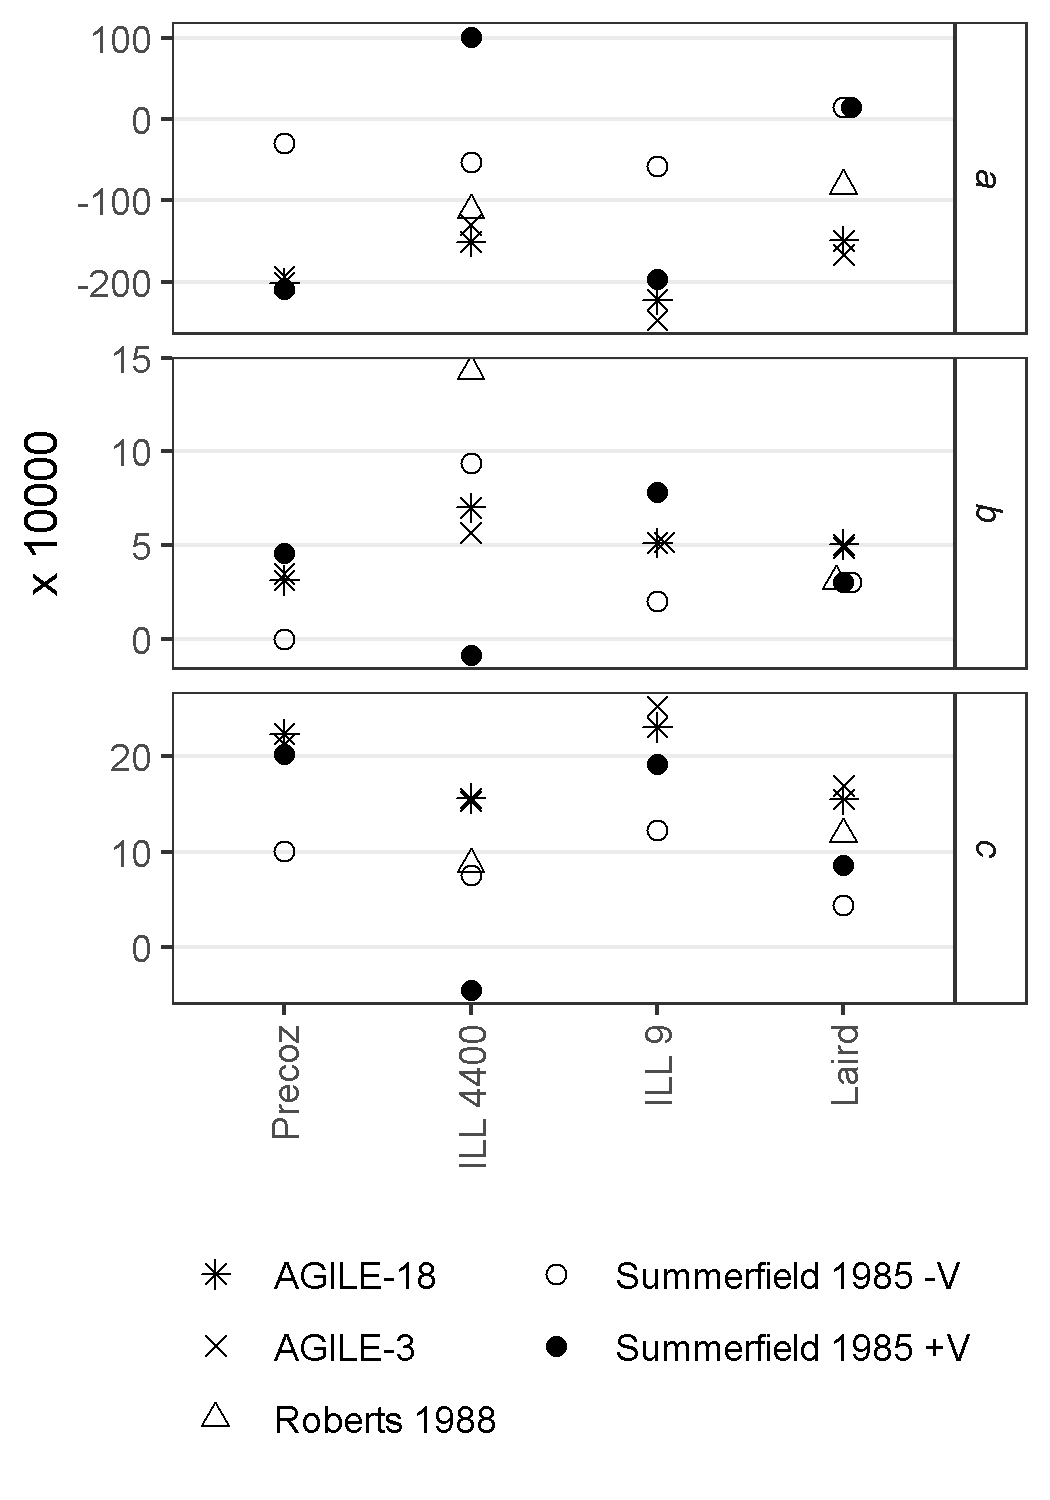 100
0
-100
-200
a
15
10
5
0
b
x 10000
20
10
0
c
Precoz
ILL 4400
ILL 9
Laird
AGILE-18
Summerfield 1985 -V
AGILE-3
Summerfield 1985 +V
Roberts 1988